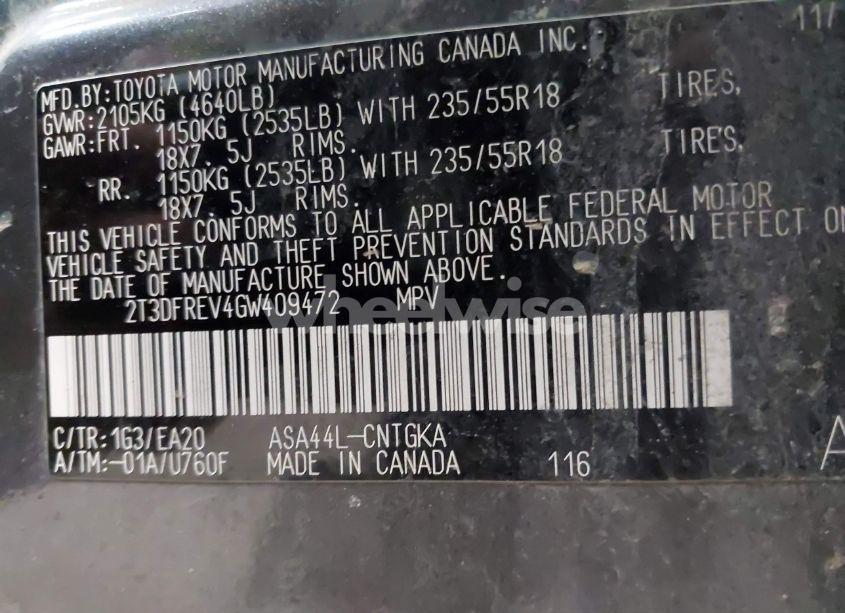 11/
MFD.BY:TOYOTA MOTOR MANUFACTURING CANADA INC.
GVWR:2105KG (4640LB)
GAWR:FRT. 1150KG (2535LB) WITH 235/55R18 TIRES,
18X7. 5J RIMS.
RR. 1150KG (2535LB) WITH 235/55R18 TIRES,
18X7. 5J RIMS.
THIS VEHICLE CONFORMS TO ALL APPLICABLE FEDERAL MOTOR
VEHICLE SAFETY AND THEFT PREVENTION STANDARDS IN EFFECT ON
THE DATE OF MANUFACTURE SHOWN ABOVE.
2T3DFREV4GW409472 MPV
wheelwise
C/TR:1G3/EA20 ASA44L-CNTGKA
A/TM:-01A/U760F MADE IN CANADA 116
A